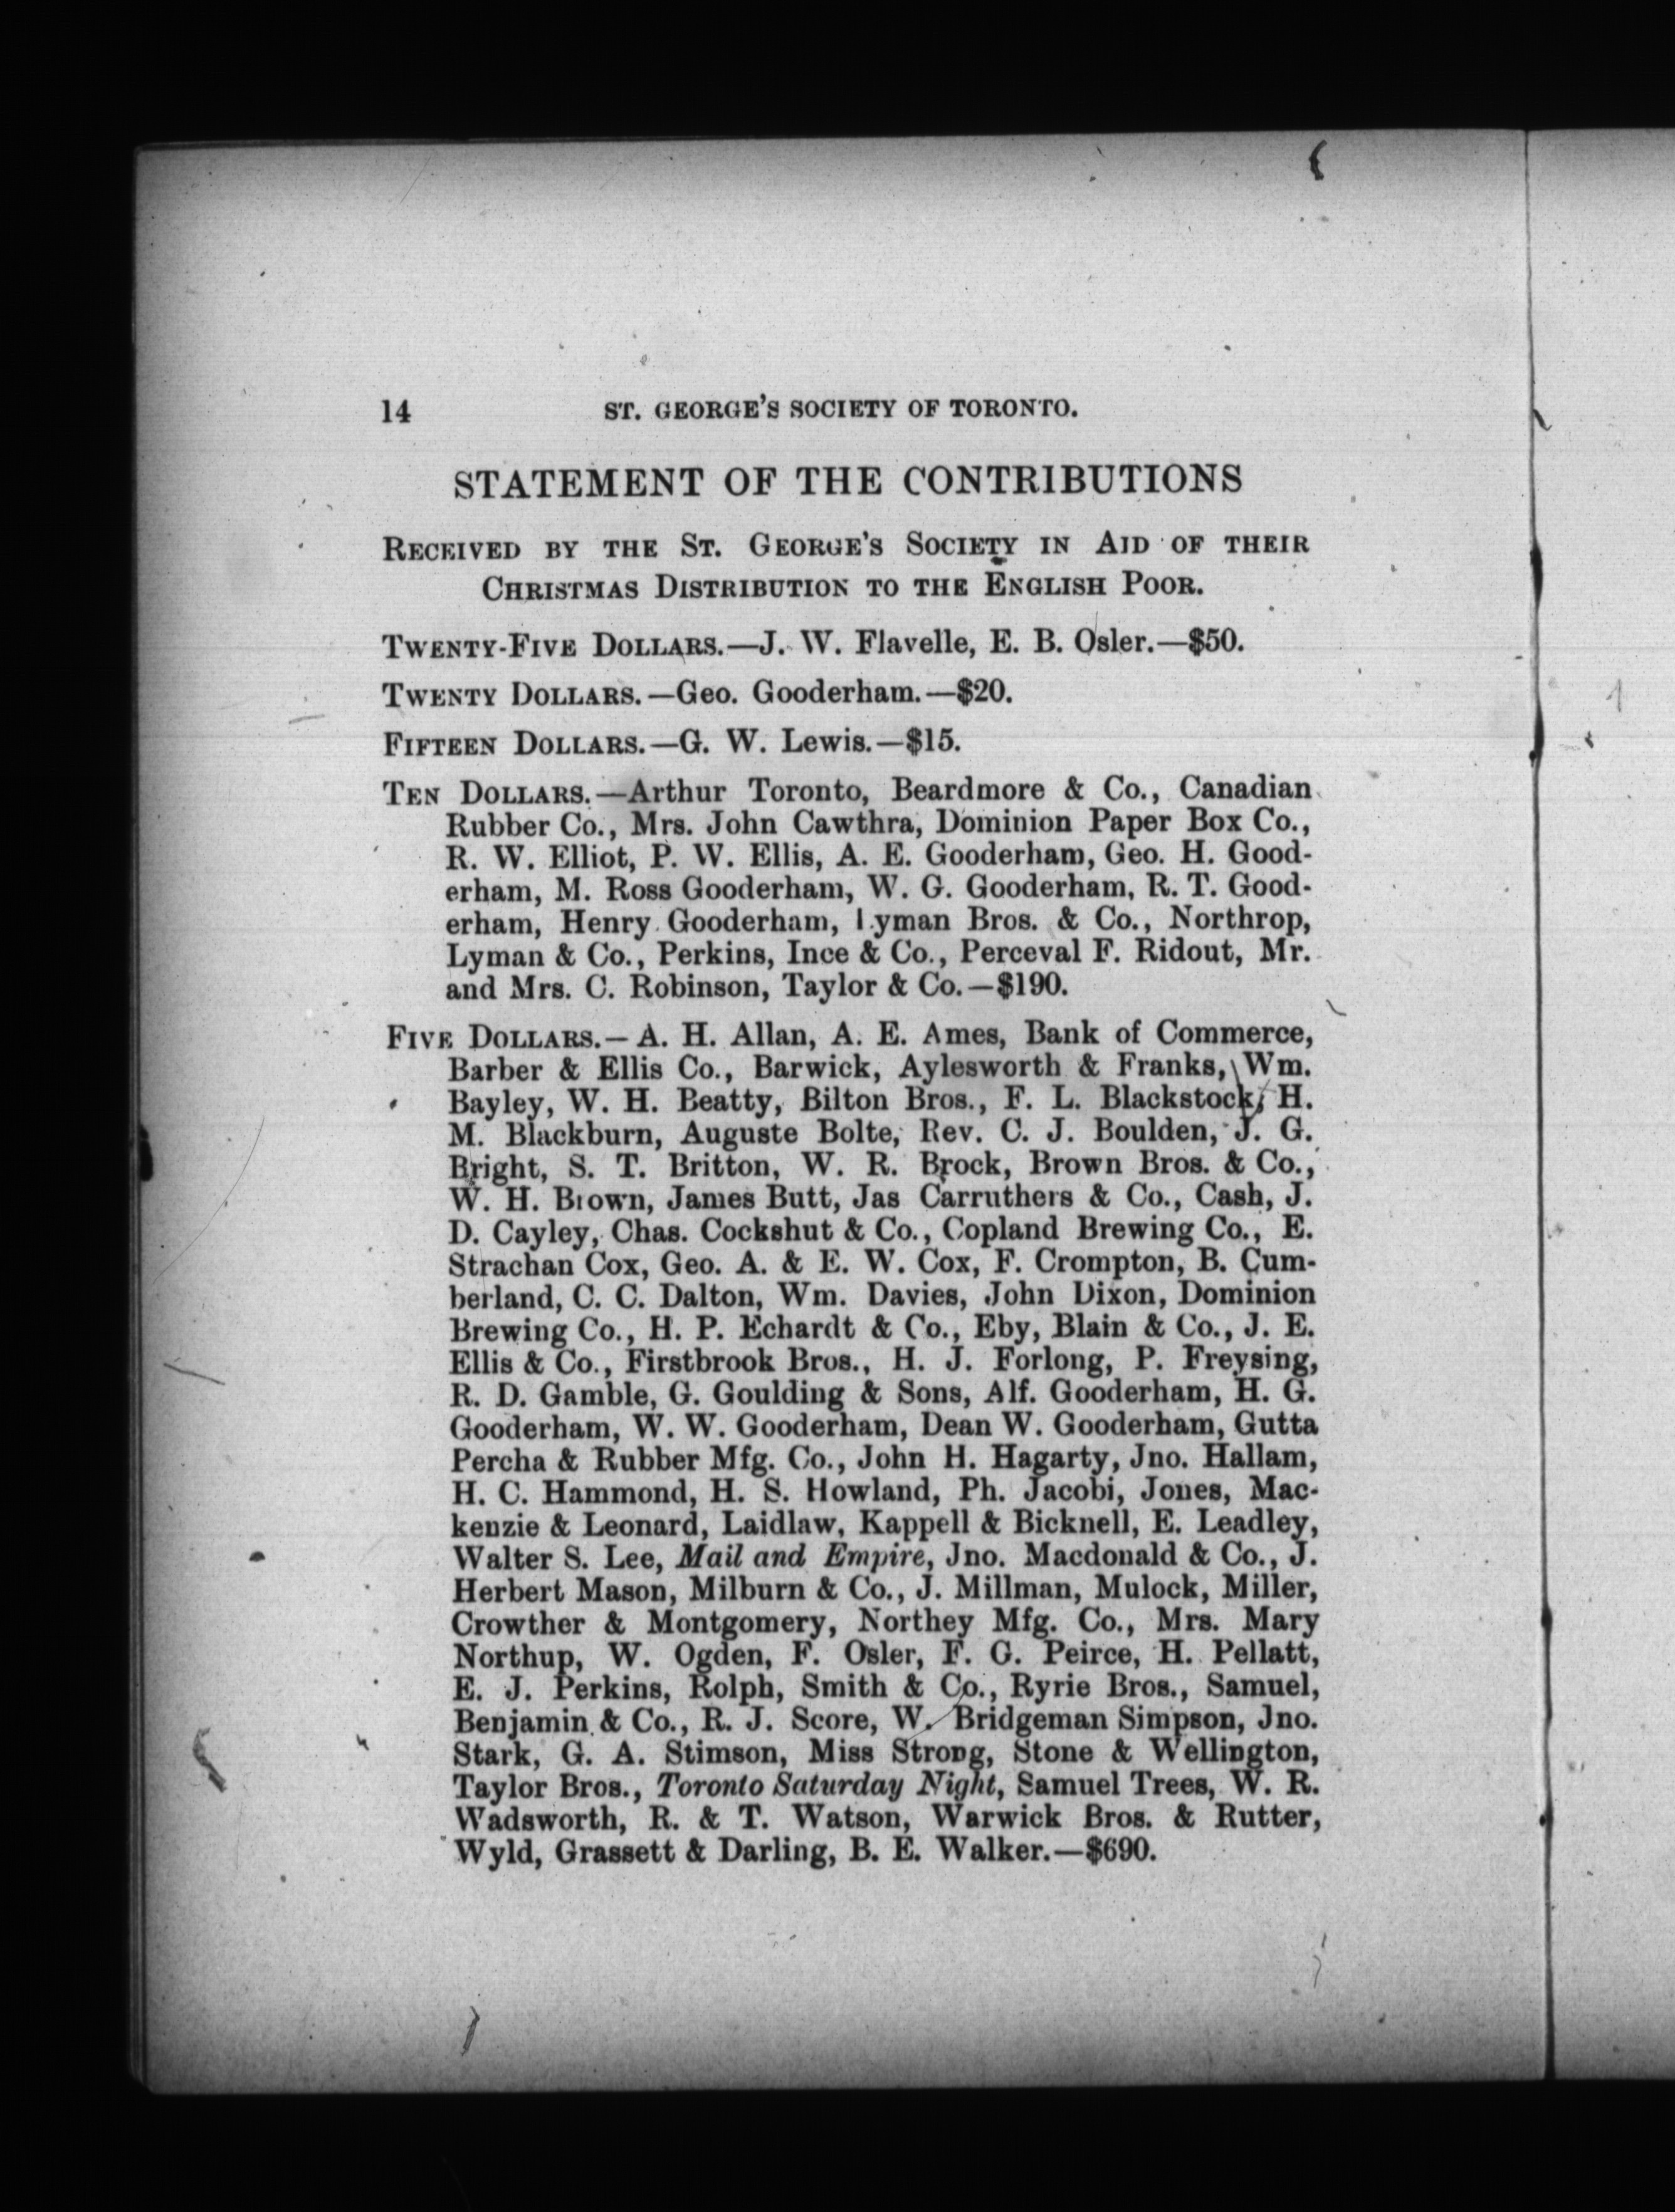 14 ST. GEORGE'S SOCIETY OF TORONTO.
STATEMENT OF THE CONTRIBUTIONS
RECEIVED BY THE ST. GEORGE'S SOCIETY IN AID OF THEIR
CHRISTMAS DISTRIBUTION TO THE ENGLISH POOR.
TWENTY-FIVE DOLLARS.—J. W. Flavelle, E. B. Osler.—$50.
TWENTY DOLLARS.—Geo. Gooderham.—$20.
FIFTEEN DOLLARS.—G. W. Lewis.—$15.
TEN DOLLARS.—Arthur Toronto, Beardmore & Co., Canadian
Rubber Co., Mrs. John Cawthra, Dominion Paper Box Co.,
R. W. Elliot, P. W. Ellis, A. E. Gooderham, Geo. H. Good-
erham, M. Ross Gooderham, W. G. Gooderham, R. T. Good-
erham, Henry Gooderham, Lyman Bros. & Co., Northrop,
Lyman & Co., Perkins, Ince & Co., Perceval F. Ridout, Mr.
and Mrs. C. Robinson, Taylor & Co.—$190.
FIVE DOLLARS.—A. H. Allan, A. E. Ames, Bank of Commerce,
Barber & Ellis Co., Barwick, Aylesworth & Franks, Wm.
Bayley, W. H. Beatty, Bilton Bros., F. L. Blackstock, H.
M. Blackburn, Auguste Bolte, Rev. C. J. Boulden, J. G.
Bright, S. T. Britton, W. R. Brock, Brown Bros. & Co.,
W. H. Brown, James Butt, Jas Carruthers & Co., Cash, J.
D. Cayley, Chas. Cockshut & Co., Copland Brewing Co., E.
Strachan Cox, Geo. A. & E. W. Cox, F. Crompton, B. Cum-
berland, C. C. Dalton, Wm. Davies, John Dixon, Dominion
Brewing Co., H. P. Echardt & Co., Eby, Blain & Co., J. E.
Ellis & Co., Firstbrook Bros., H. J. Forlong, P. Freysing,
R. D. Gamble, G. Goulding & Sons, Alf. Gooderham, H. G.
Gooderham, W. W. Gooderham, Dean W. Gooderham, Gutta
Percha & Rubber Mfg. Co., John H. Hagarty, Jno. Hallam,
H. C. Hammond, H. S. Howland, Ph. Jacobi, Jones, Mac-
kenzie & Leonard, Laidlaw, Kappell & Bicknell, E. Leadley,
Walter S. Lee, Mail and Empire, Jno. Macdonald & Co., J.
Herbert Mason, Milburn & Co., J. Millman, Mulock, Miller,
Crowther & Montgomery, Northey Mfg. Co., Mrs. Mary
Northup, W. Ogden, F. Osler, F. G. Peirce, H. Pellatt,
E. J. Perkins, Rolph, Smith & Co., Ryrie Bros., Samuel,
Benjamin & Co., R. J. Score, W. Bridgeman Simpson, Jno.
Stark, G. A. Stimson, Miss Strong, Stone & Wellington,
Taylor Bros., Toronto Saturday Night, Samuel Trees, W. R.
Wadsworth, R. & T. Watson, Warwick Bros. & Rutter,
Wyld, Grassett & Darling, B. E. Walker.—$690.